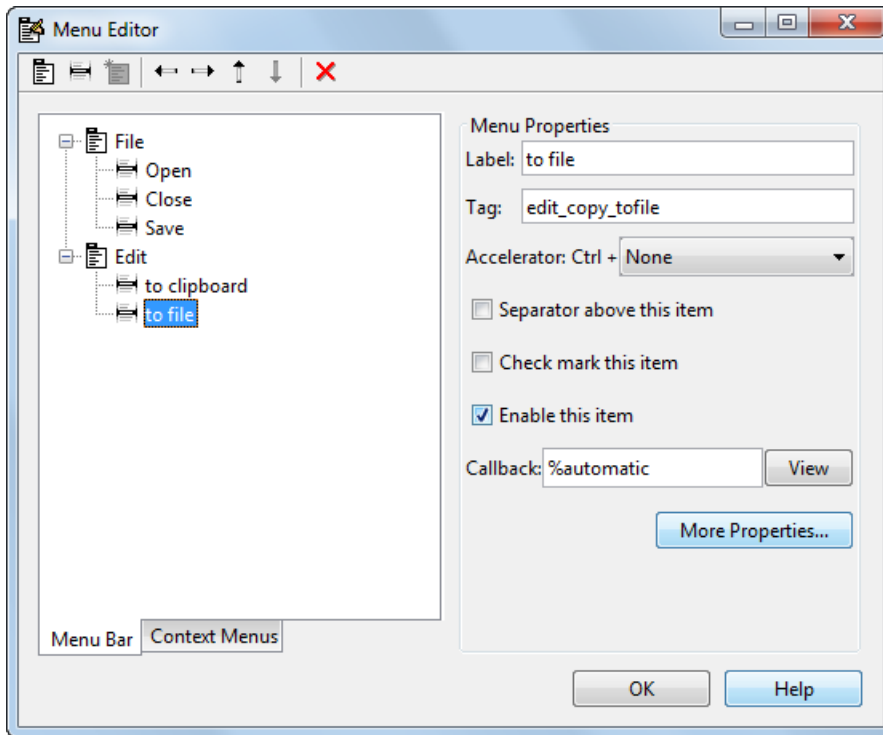 Menu Editor
File
Open
Close
Save
Edit
to clipboard
to file
Menu Bar
Context Menus
Menu Properties
Label: to file
Tag: edit_copy_tofile
Accelerator: Ctrl + None
Separator above this item
Check mark this item
Enable this item
Callback: %automatic View
More Properties...
OK Help